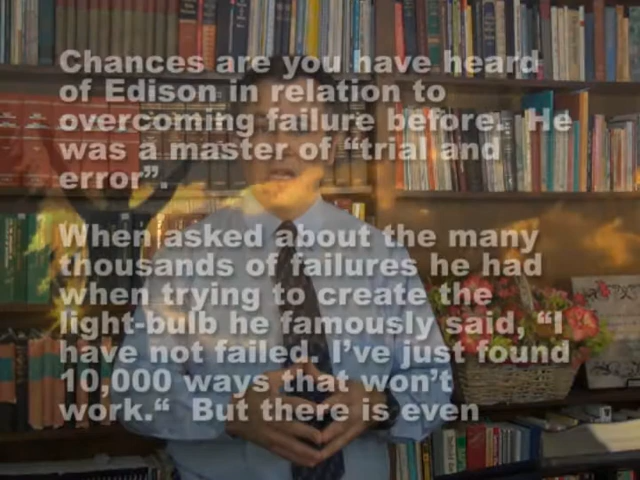 Chances are you have heard
of Edison in relation to
overcoming failure before.  He
was a master of “trial and
error”.
When asked about the many
thousands of failures he had
when trying to create the
light-bulb he famously said, “I
have not failed. I’ve just found
10,000 ways that won’t
work.“  But there is even